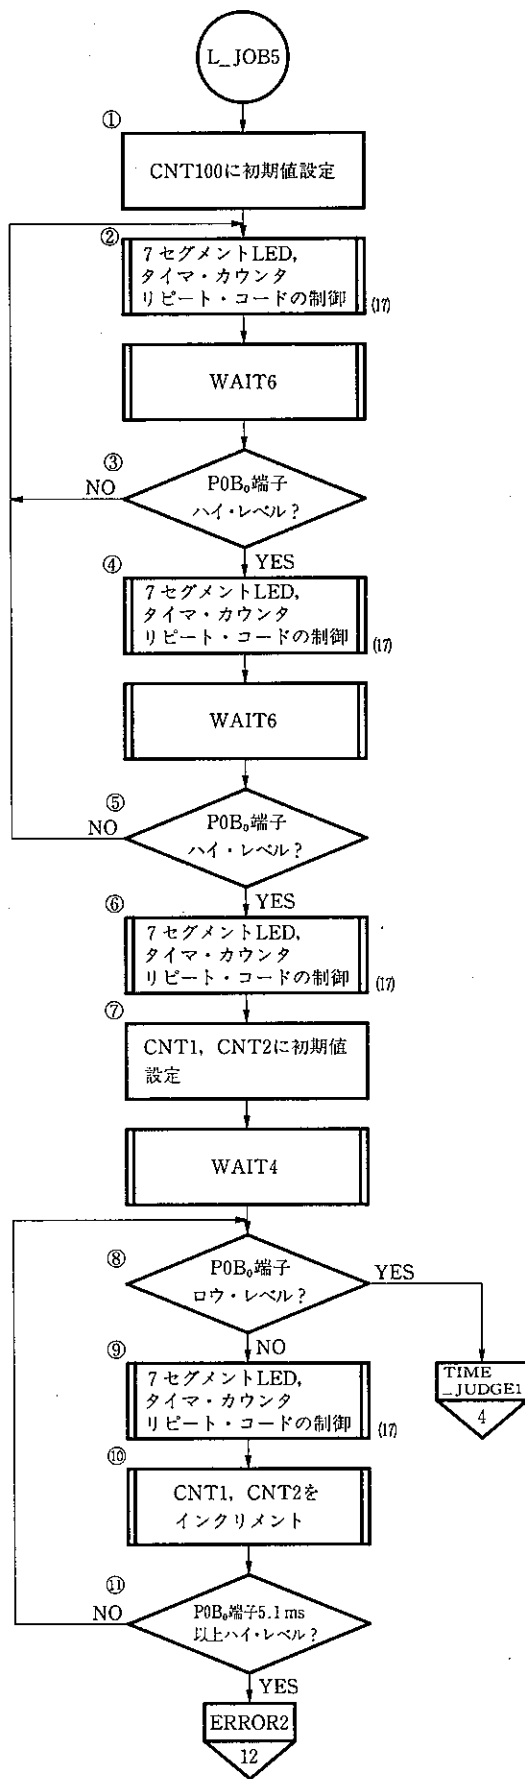 L_JOB5
①
CNT100に初期値設定
②
7セグメントLED,
タイマ・カウンタ
リピート・コードの制御
(17)
WAIT6
③
P0B₀端子
ハイ・レベル?
NO
YES
④
7セグメントLED,
タイマ・カウンタ
リピート・コードの制御
(17)
WAIT6
⑤
P0B₀端子
ハイ・レベル?
NO
YES
⑥
7セグメントLED,
タイマ・カウンタ
リピート・コードの制御
(17)
⑦
CNT1, CNT2に初期値
設定
WAIT4
⑧
P0B₀端子
ロウ・レベル?
YES
NO
TIME
_JUDGE1
4
⑨
7セグメントLED,
タイマ・カウンタ
リピート・コードの制御
(17)
⑩
CNT1, CNT2を
インクリメント
⑪
P0B₀端子5.1ms
以上ハイ・レベル?
NO
YES
ERROR2
12